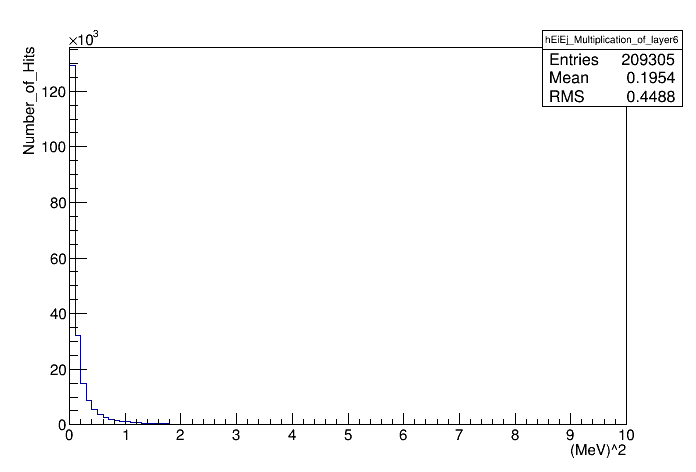 ×10³
hEiEj_Multiplication_of_layer6
Entries 209305
Mean 0.1954
RMS 0.4488
Number_of_Hits
120
100
80
60
40
20
0
0 1 2 3 4 5 6 7 8 9 10
(MeV)^2